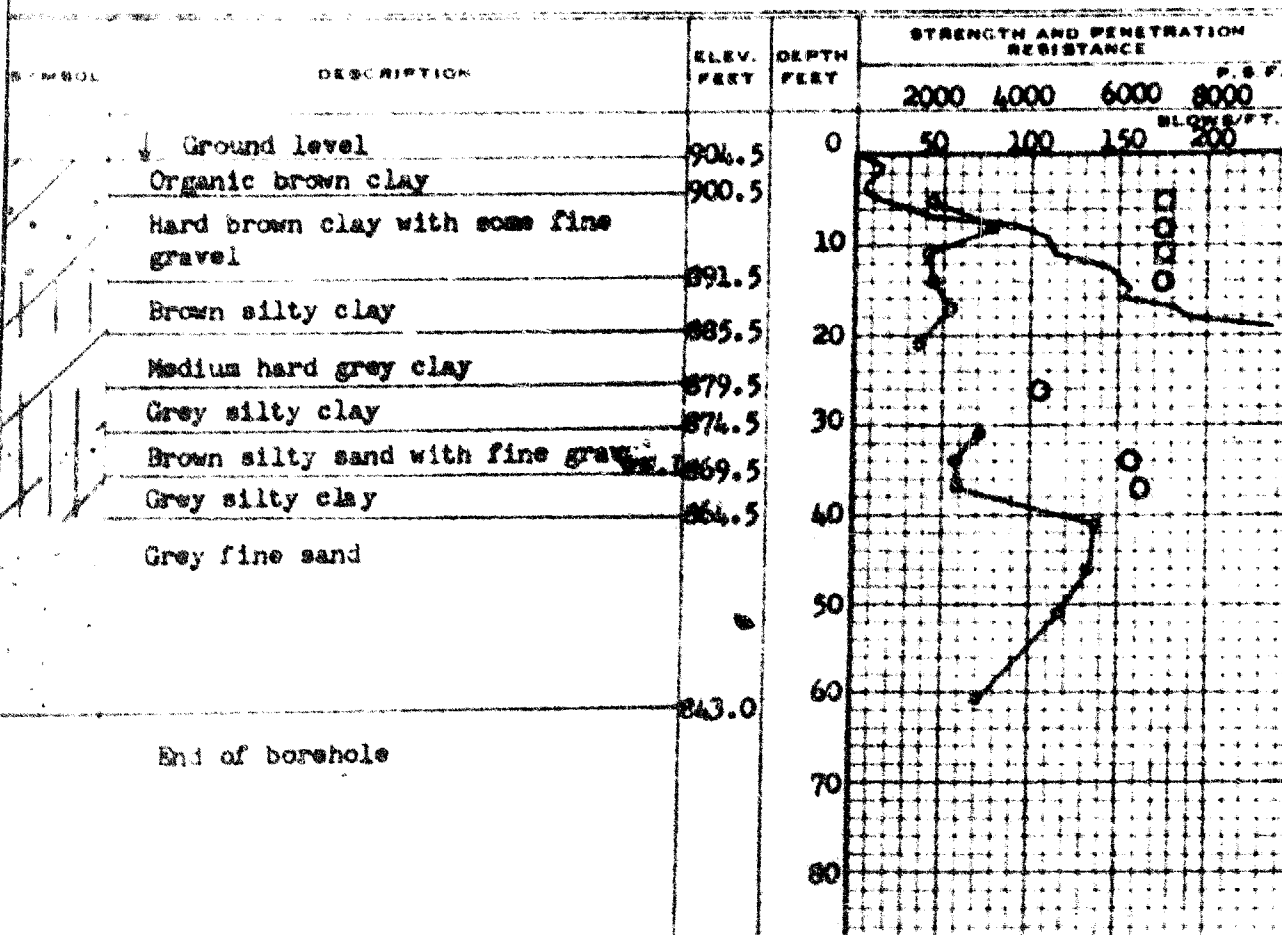 SYMBOL DESCRIPTION ELEV. FEET DEPTH FEET STRENGTH AND PENETRATION RESISTANCE
P.S.F.
2000 4000 6000 8000
BLOWS/FT.
0 50 100 150 200
Ground level 904.5
Organic brown clay 900.5
Hard brown clay with some fine
gravel 891.5
10
Brown silty clay 885.5
20
Medium hard grey clay 879.5
Grey silty clay 874.5
30
Brown silty sand with fine 869.5
Grey silty clay 864.5
40
Grey fine sand
50
60
843.0
End of borehole
70
80